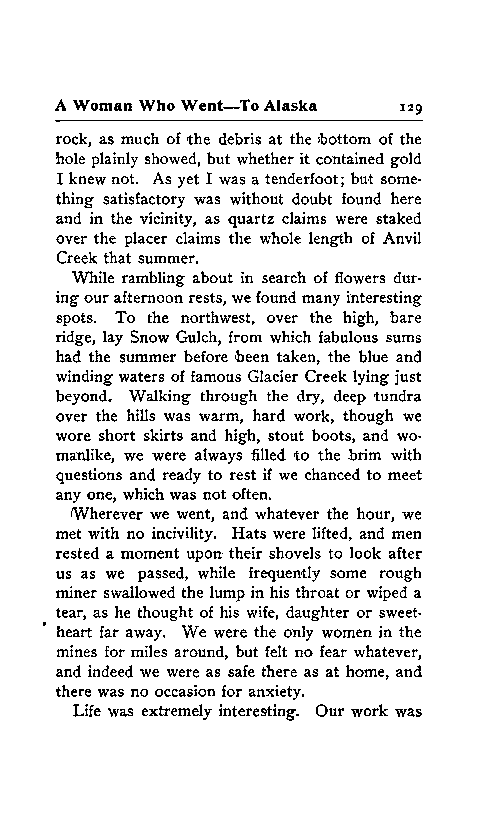 A Woman Who Went—To Alaska 129
rock, as much of the debris at the bottom of the
hole plainly showed, but whether it contained gold
I knew not. As yet I was a tenderfoot; but some-
thing satisfactory was without doubt found here
and in the vicinity, as quartz claims were staked
over the placer claims the whole length of Anvil
Creek that summer.
While rambling about in search of flowers dur-
ing our afternoon rests, we found many interesting
spots. To the northwest, over the high, bare
ridge, lay Snow Gulch, from which fabulous sums
had the summer before been taken, the blue and
winding waters of famous Glacier Creek lying just
beyond. Walking through the dry, deep tundra
over the hills was warm, hard work, though we
wore short skirts and high, stout boots, and wo-
manlike, we were always filled to the brim with
questions and ready to rest if we chanced to meet
any one, which was not often.
Wherever we went, and whatever the hour, we
met with no incivility. Hats were lifted, and men
rested a moment upon their shovels to look after
us as we passed, while frequently some rough
miner swallowed the lump in his throat or wiped a
tear, as he thought of his wife, daughter or sweet-
heart far away. We were the only women in the
mines for miles around, but felt no fear whatever,
and indeed we were as safe there as at home, and
there was no occasion for anxiety.
Life was extremely interesting. Our work was